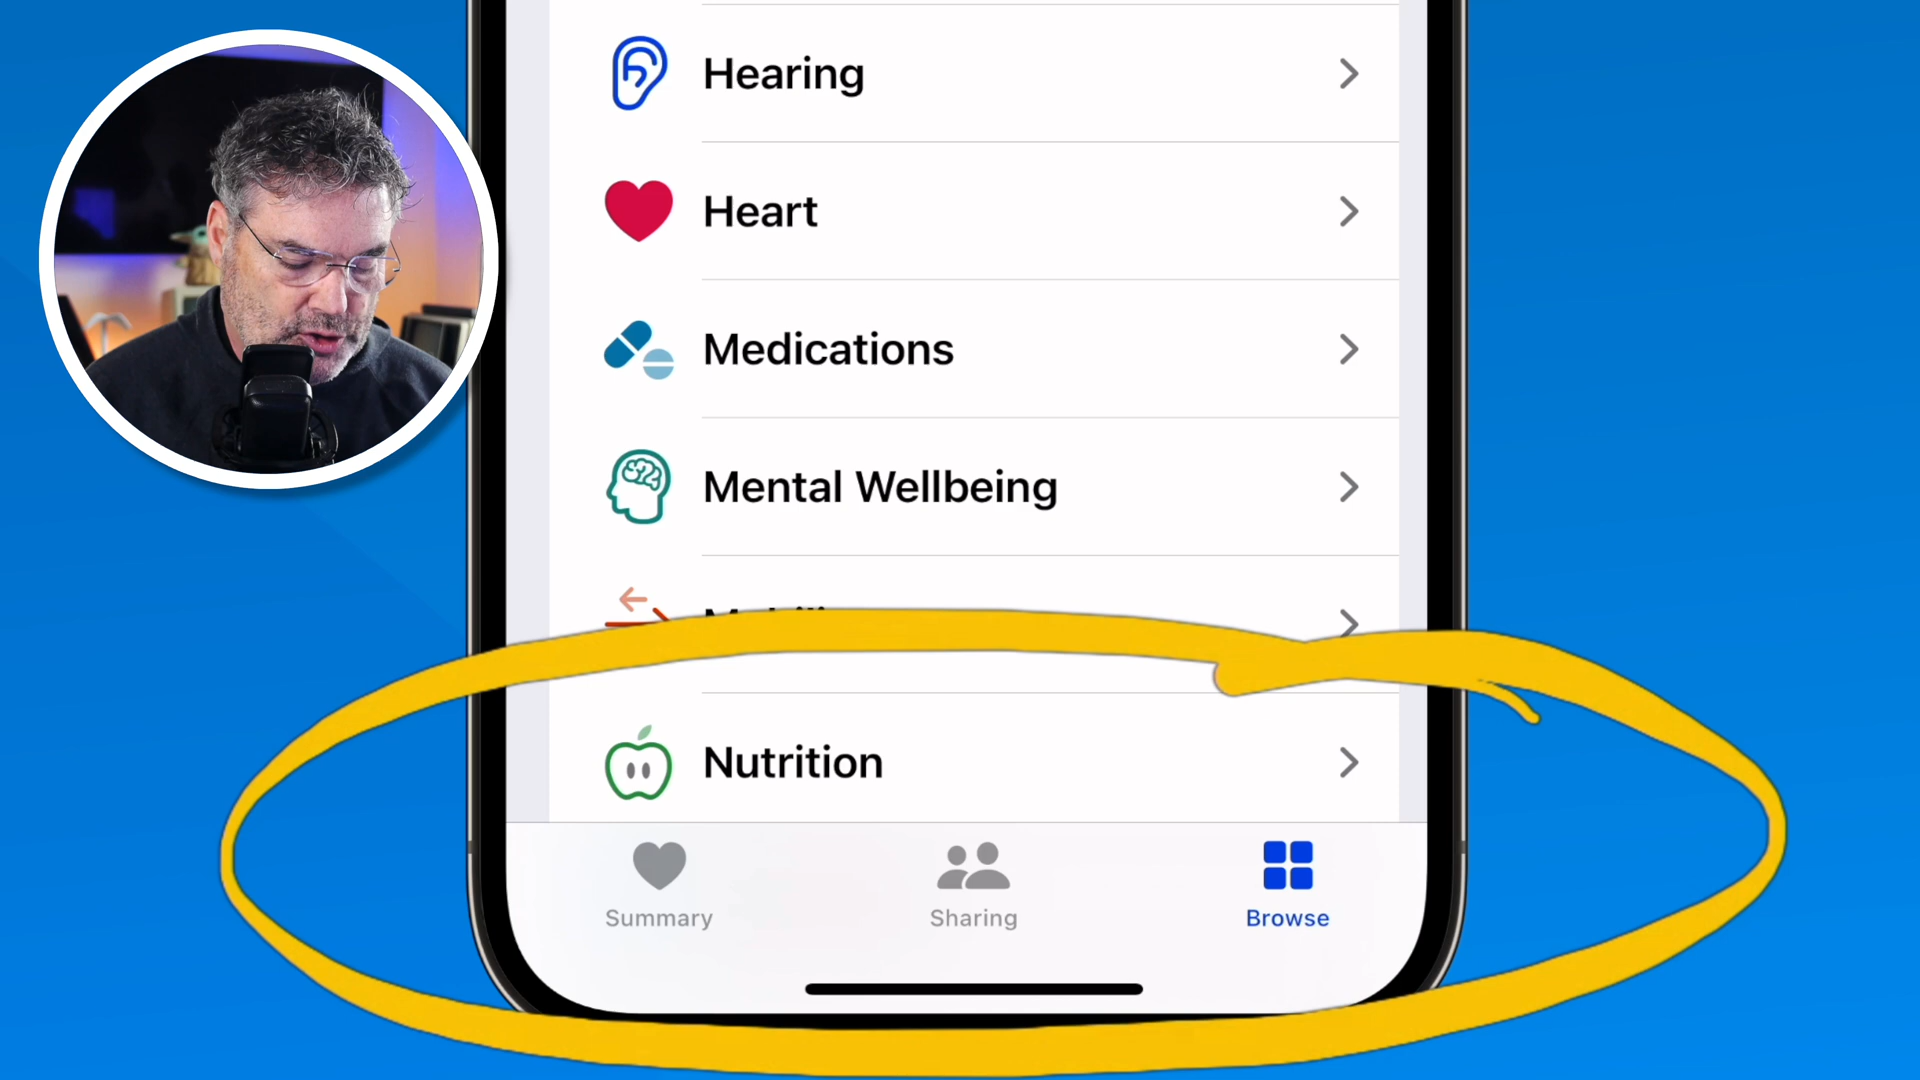 Hearing
Heart
Medications
Mental Wellbeing
Nutrition
Summary
Sharing
Browse